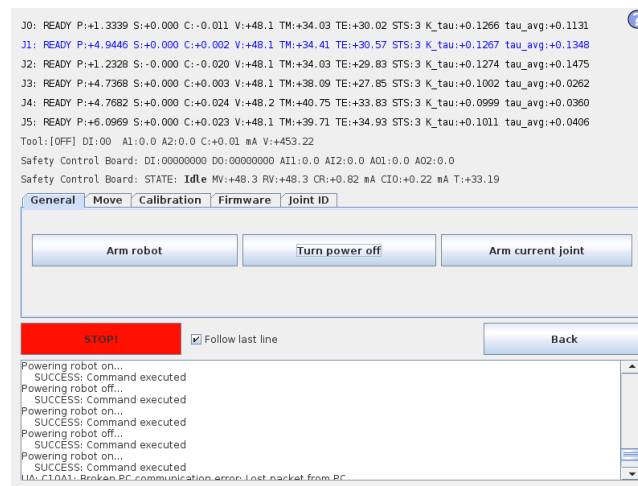 J0: READY P:+1.3339 S:+0.000 C:-0.011 V:+48.1 TM:+34.03 TE:+30.02 STS:3 K_tau:+0.1266 tau_avg:+0.1131
J1: READY P:+4.9446 S:+0.000 C:+0.002 V:+48.1 TM:+34.41 TE:+30.57 STS:3 K_tau:+0.1267 tau_avg:+0.1348
J2: READY P:+1.2328 S:-0.000 C:-0.020 V:+48.1 TM:+34.03 TE:+29.83 STS:3 K_tau:+0.1274 tau_avg:+0.1475
J3: READY P:+4.7368 S:+0.000 C:+0.003 V:+48.1 TM:+38.09 TE:+27.85 STS:3 K_tau:+0.1002 tau_avg:+0.0262
J4: READY P:+4.7682 S:+0.000 C:+0.024 V:+48.2 TM:+40.75 TE:+33.83 STS:3 K_tau:+0.0999 tau_avg:+0.0360
J5: READY P:+6.0969 S:+0.000 C:+0.023 V:+48.1 TM:+39.71 TE:+34.93 STS:3 K_tau:+0.1011 tau_avg:+0.0406
Tool:[OFF] DI:00 A1:0.0 A2:0.0 C:+0.01 mA V:+453.22
Safety Control Board: DI:00000000 DO:00000000 AI1:0.0 AI2:0.0 AO1:0.0 AO2:0.0
Safety Control Board: STATE: Idle MV:+48.3 RV:+48.3 CR:+0.82 mA CIO:+0.22 mA T:+33.19
General Move Calibration Firmware Joint ID
Arm robot Turn power off Arm current joint
STOP! Follow last line Back
Powering robot on...
SUCCESS: Command executed
Powering robot off...
SUCCESS: Command executed
Powering robot on...
SUCCESS: Command executed
Powering robot off...
SUCCESS: Command executed
Powering robot on...
SUCCESS: Command executed
UA: C10A1: Broken PC communication error: Lost packet from PC